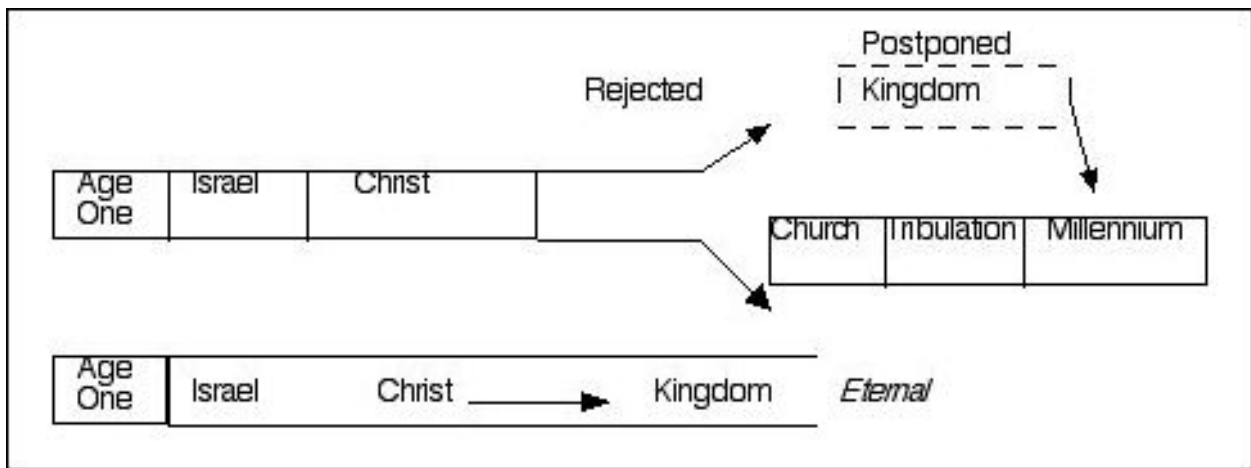 Postponed
Rejected Kingdom
Age One Israel Christ
Church Tribulation Millennium
Age One Israel Christ Kingdom Eternal